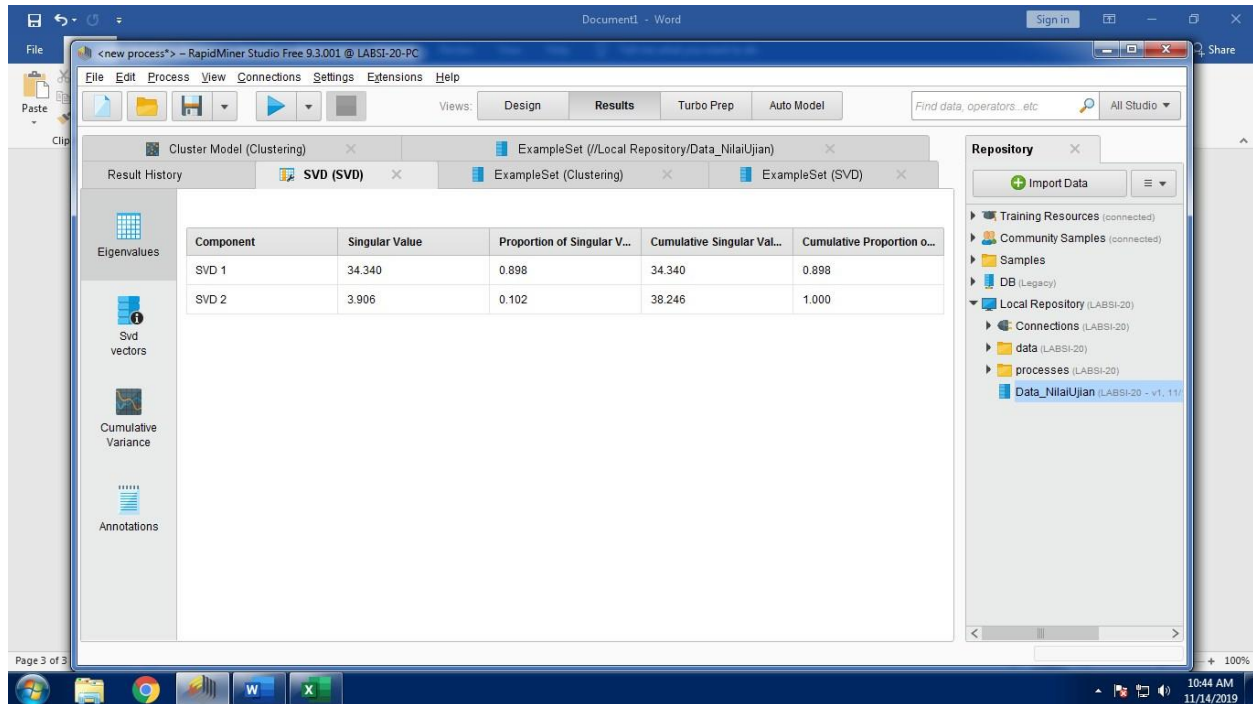 Document1 - Word
Sign in
File
Share
Paste
Clip
<new process*> – RapidMiner Studio Free 9.3.001 @ LABSI-20-PC
File Edit Process View Connections Settings Extensions Help
Views: Design Results Turbo Prep Auto Model
Find data, operators...etc
All Studio
Cluster Model (Clustering)
ExampleSet (//Local Repository/Data_NilaiUjian)
Result History
SVD (SVD)
ExampleSet (Clustering)
ExampleSet (SVD)
Eigenvalues
Svd vectors
Cumulative Variance
Annotations
Component Singular Value Proportion of Singular V... Cumulative Singular Val... Cumulative Proportion o...
SVD 1 34.340 0.898 34.340 0.898
SVD 2 3.906 0.102 38.246 1.000
Repository
Import Data
Training Resources (connected)
Community Samples (connected)
Samples
DB (Legacy)
Local Repository (LABSI-20)
Connections (LABSI-20)
data (LABSI-20)
processes (LABSI-20)
Data_NilaiUjian (LABSI-20 - v1, 11/
Page 3 of 3
100%
10:44 AM
11/14/2019